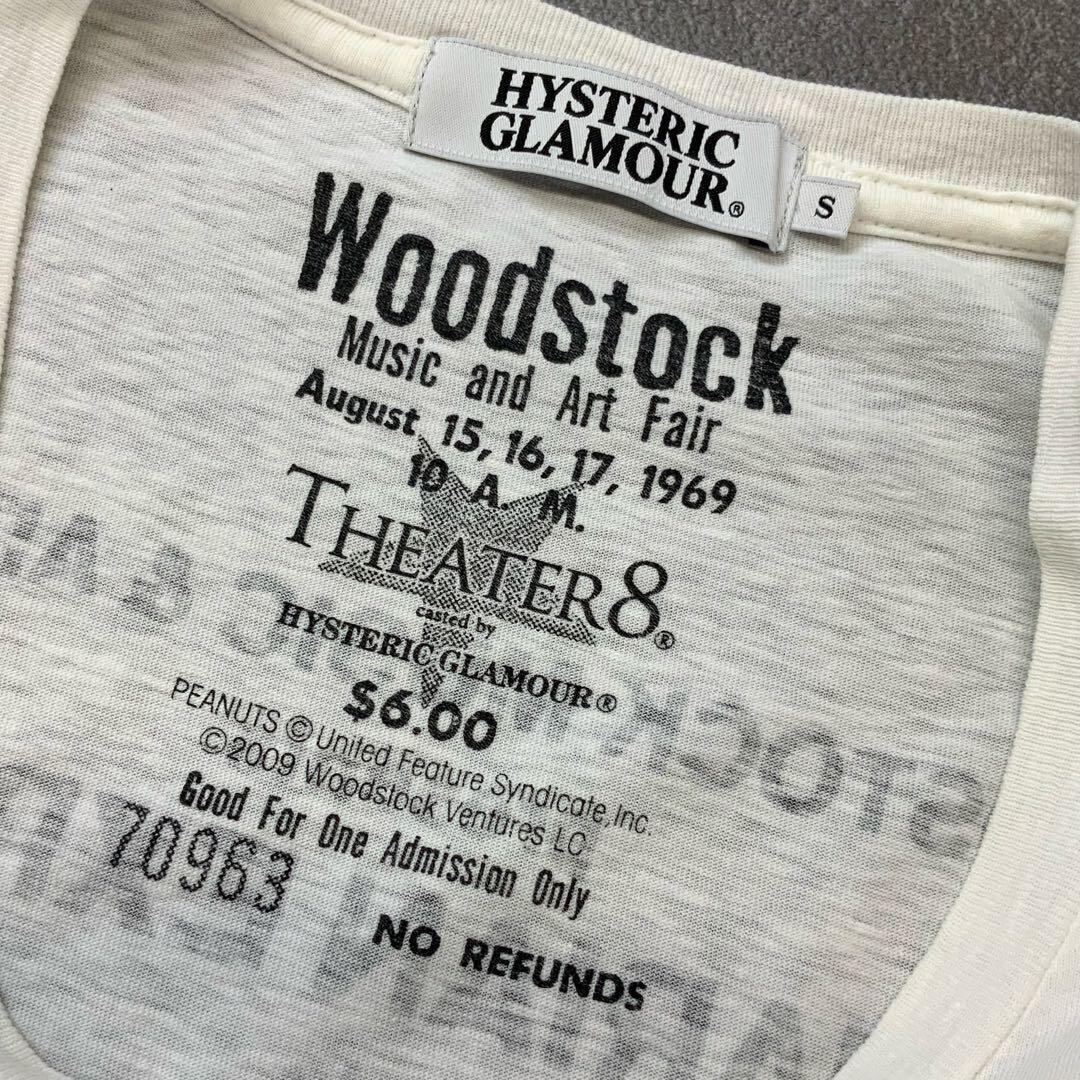 HYSTERIC
GLAMOUR®
S
Woodstock
Music and Art Fair
August 15, 16, 17, 1969
10 A. M.
THEATER8®
casted by
HYSTERIC GLAMOUR®
$6.00
PEANUTS © United Feature Syndicate, Inc.
©2009 Woodstock Ventures LC
Good For One Admission Only
70963
NO REFUNDS